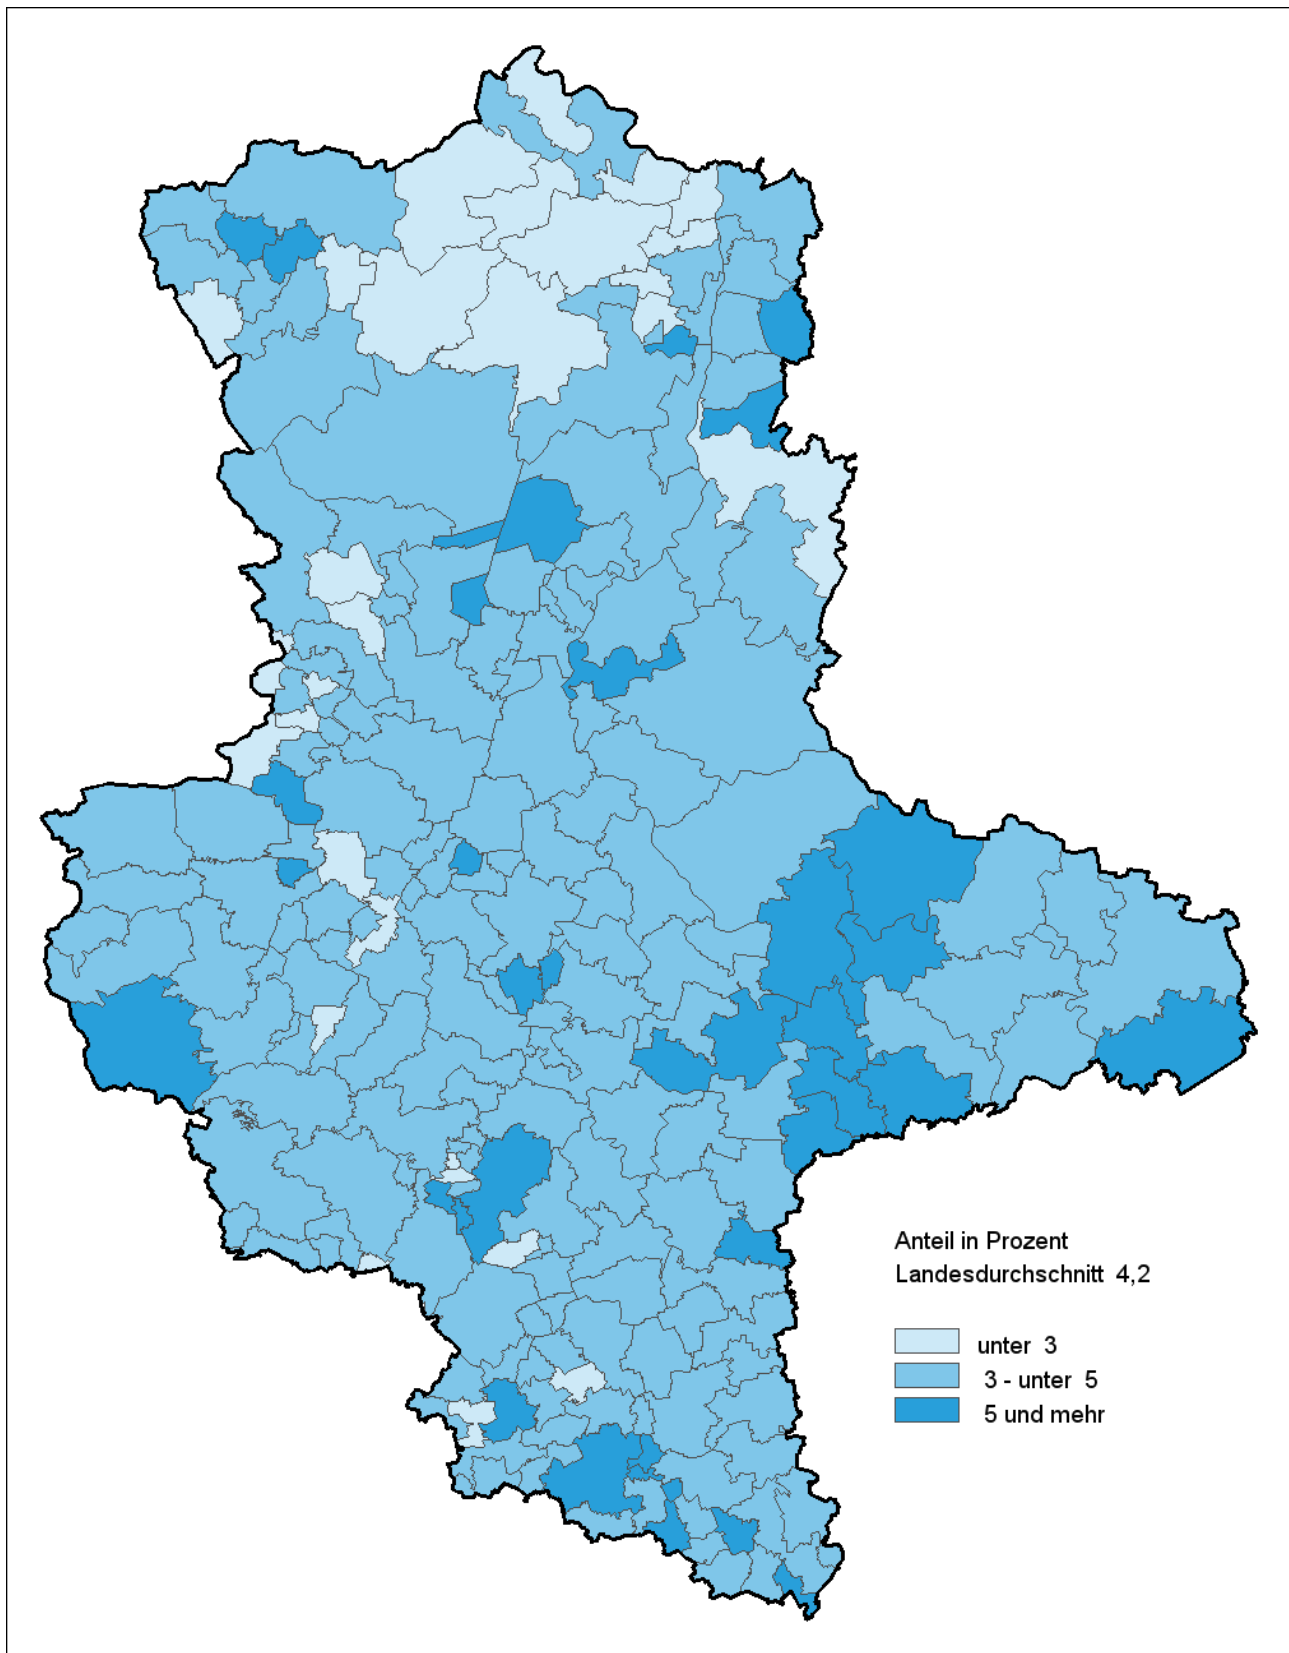 Anteil in Prozent
Landesdurchschnitt 4,2
unter 3
3 - unter 5
5 und mehr